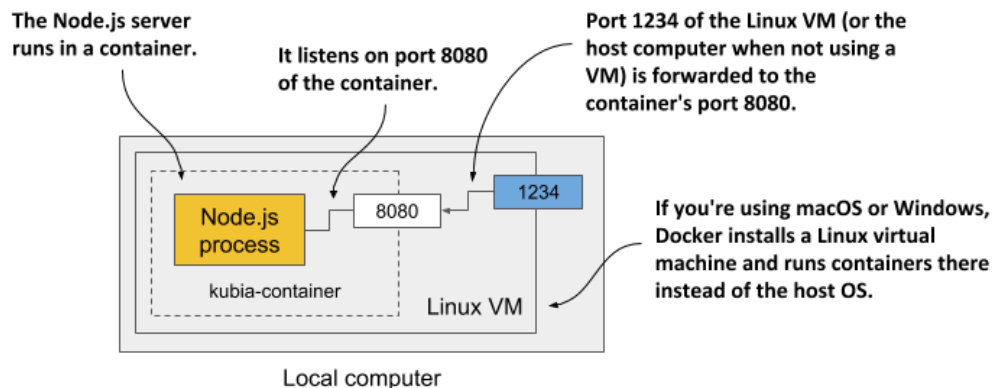 The Node.js server
runs in a container.
It listens on port 8080
of the container.
Port 1234 of the Linux VM (or the
host computer when not using a
VM) is forwarded to the
container's port 8080.
Node.js
process
8080
1234
kubia-container
Linux VM
If you're using macOS or Windows,
Docker installs a Linux virtual
machine and runs containers there
instead of the host OS.
Local computer